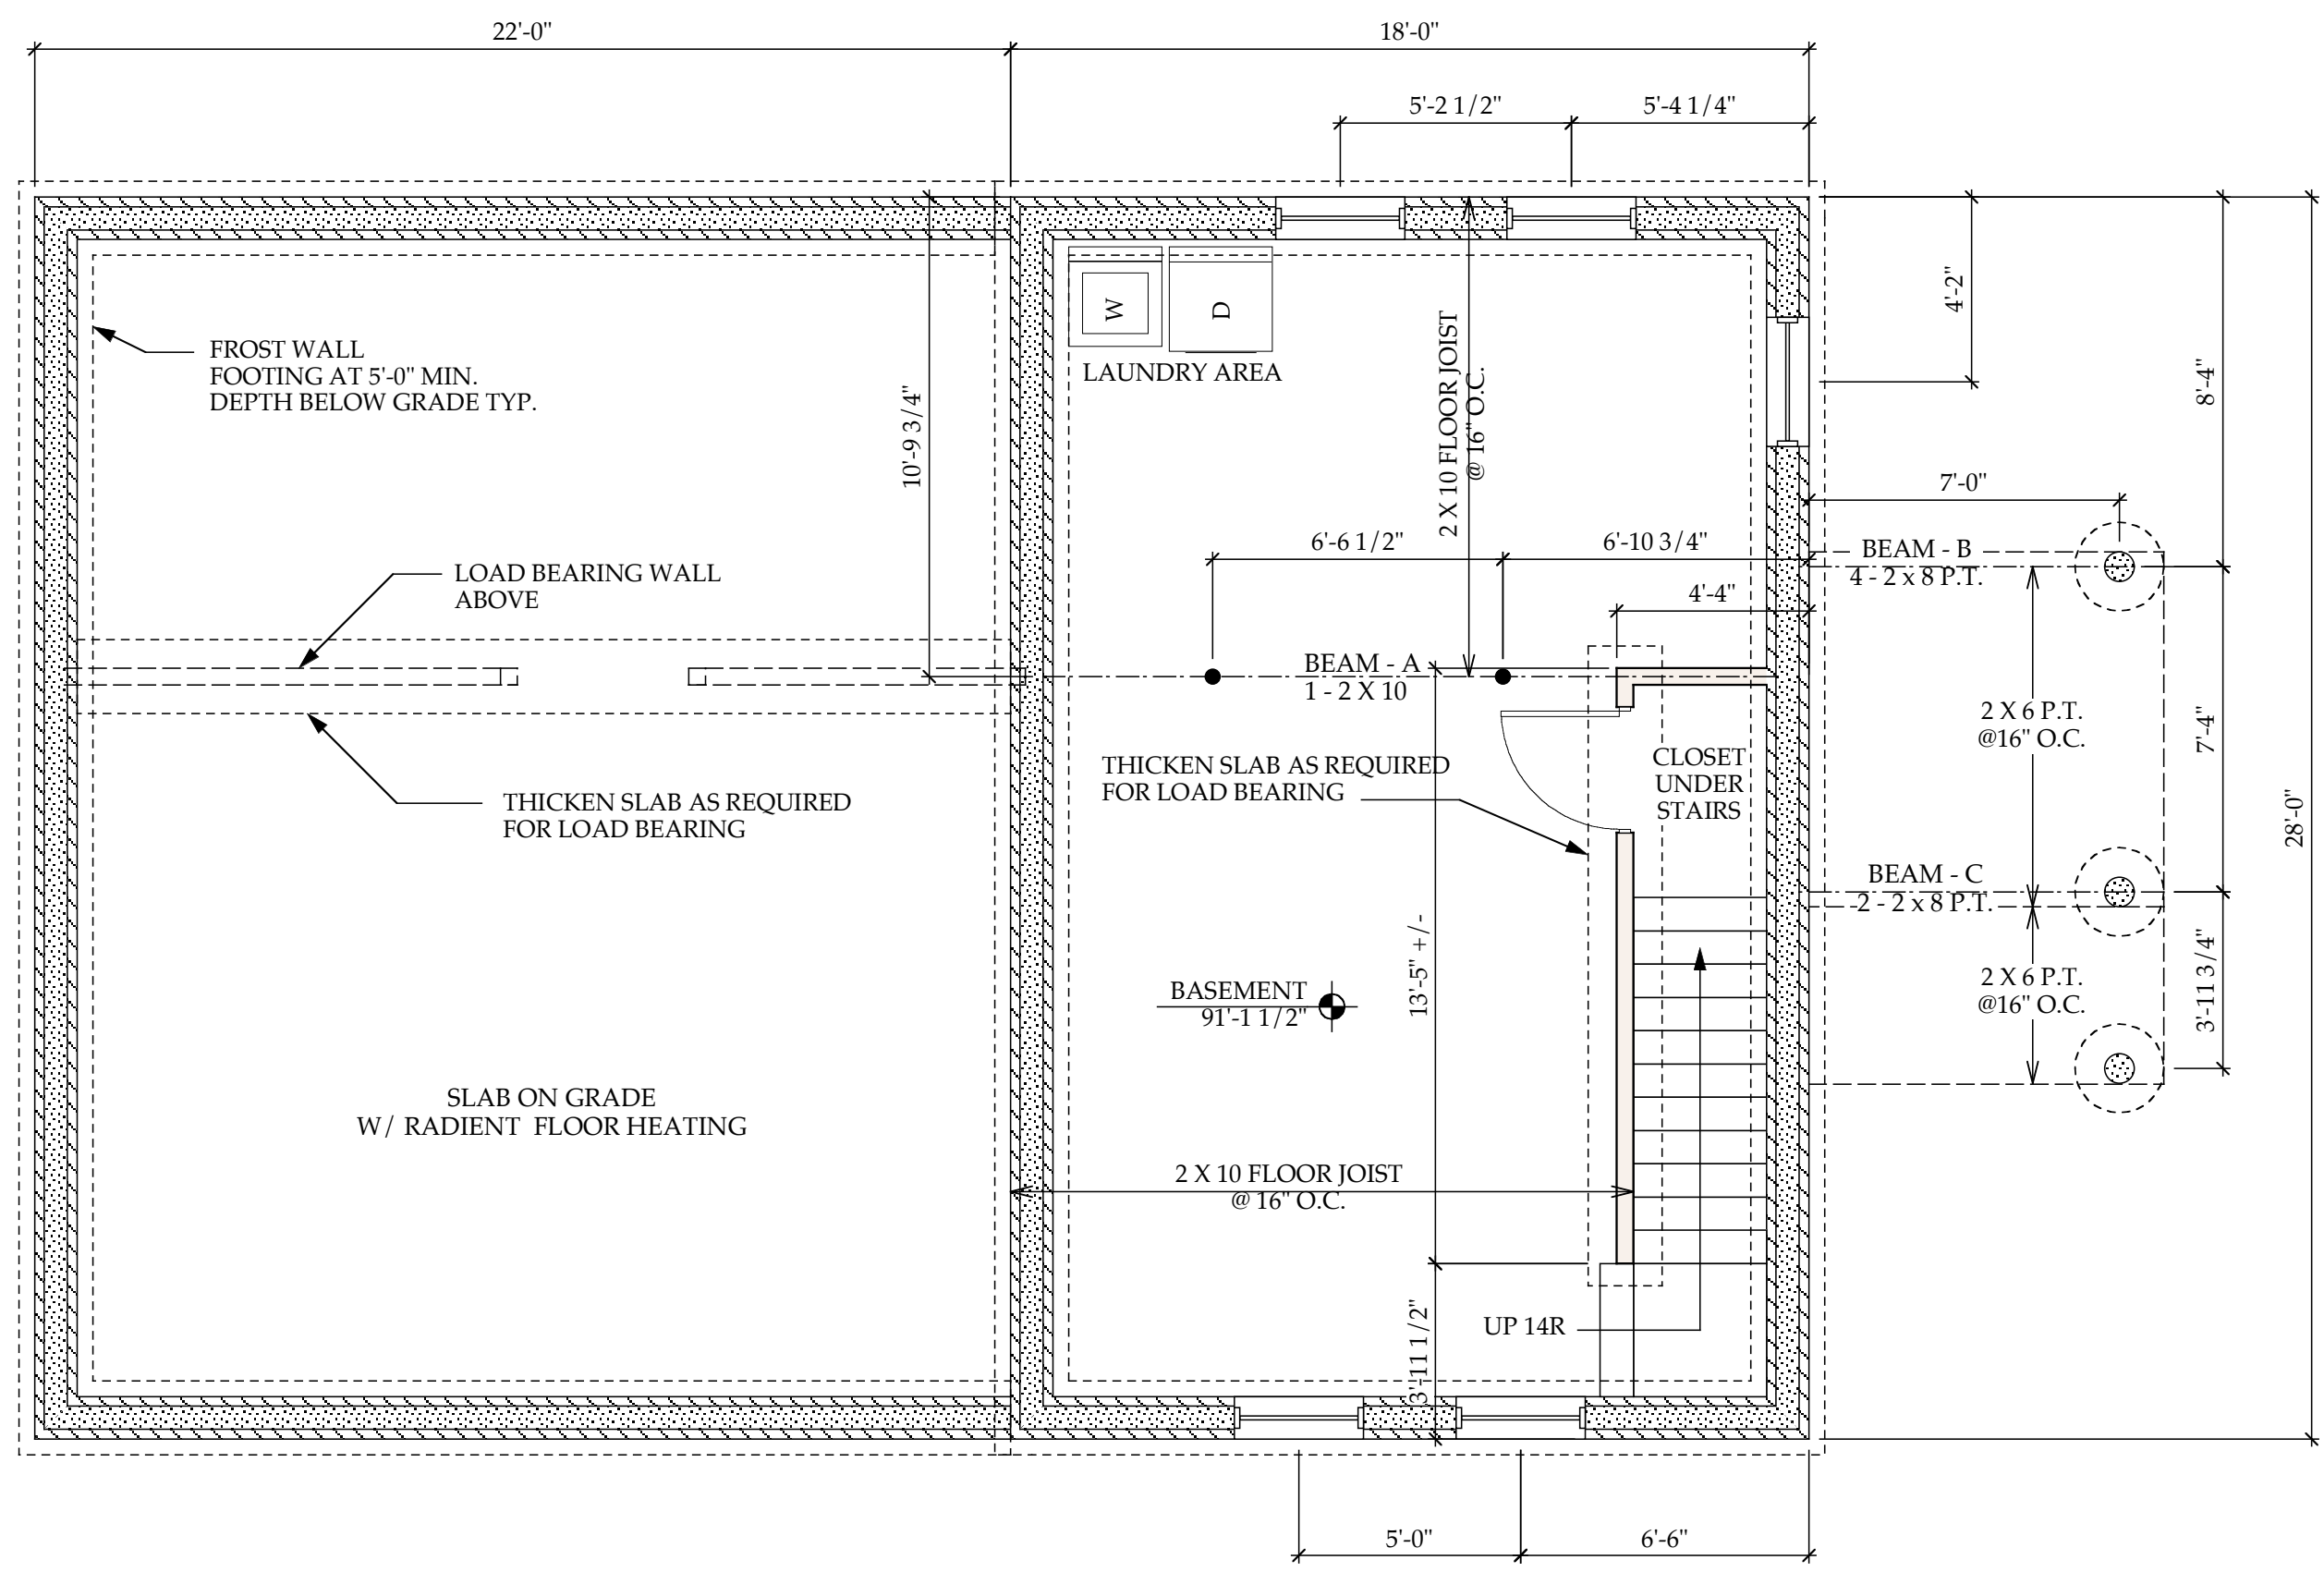 22'-0"
18'-0"
5'-2 1/2"
5'-4 1/4"
4'-2"
8'-4"
W
D
LAUNDRY AREA
2 X 10 FLOOR JOIST
@ 16" O.C.
FROST WALL
FOOTING AT 5'-0" MIN.
DEPTH BELOW GRADE TYP.
10'-9 3/4"
7'-0"
6'-6 1/2"
6'-10 3/4"
BEAM - B
4 - 2 x 8 P.T.
LOAD BEARING WALL
ABOVE
4'-4"
BEAM - A
1 - 2 X 10
2 X 6 P.T.
@16" O.C.
7'-4"
THICKEN SLAB AS REQUIRED
FOR LOAD BEARING
CLOSET
UNDER
STAIRS
28'-0"
THICKEN SLAB AS REQUIRED
FOR LOAD BEARING
BEAM - C
2 - 2 x 8 P.T.
13'-5" +/-
BASEMENT
91'-1 1/2"
2 X 6 P.T.
@16" O.C.
3'-11 3/4"
SLAB ON GRADE
W/ RADIENT FLOOR HEATING
2 X 10 FLOOR JOIST
@ 16" O.C.
UP 14R
3'-11 1/2"
5'-0"
6'-6"